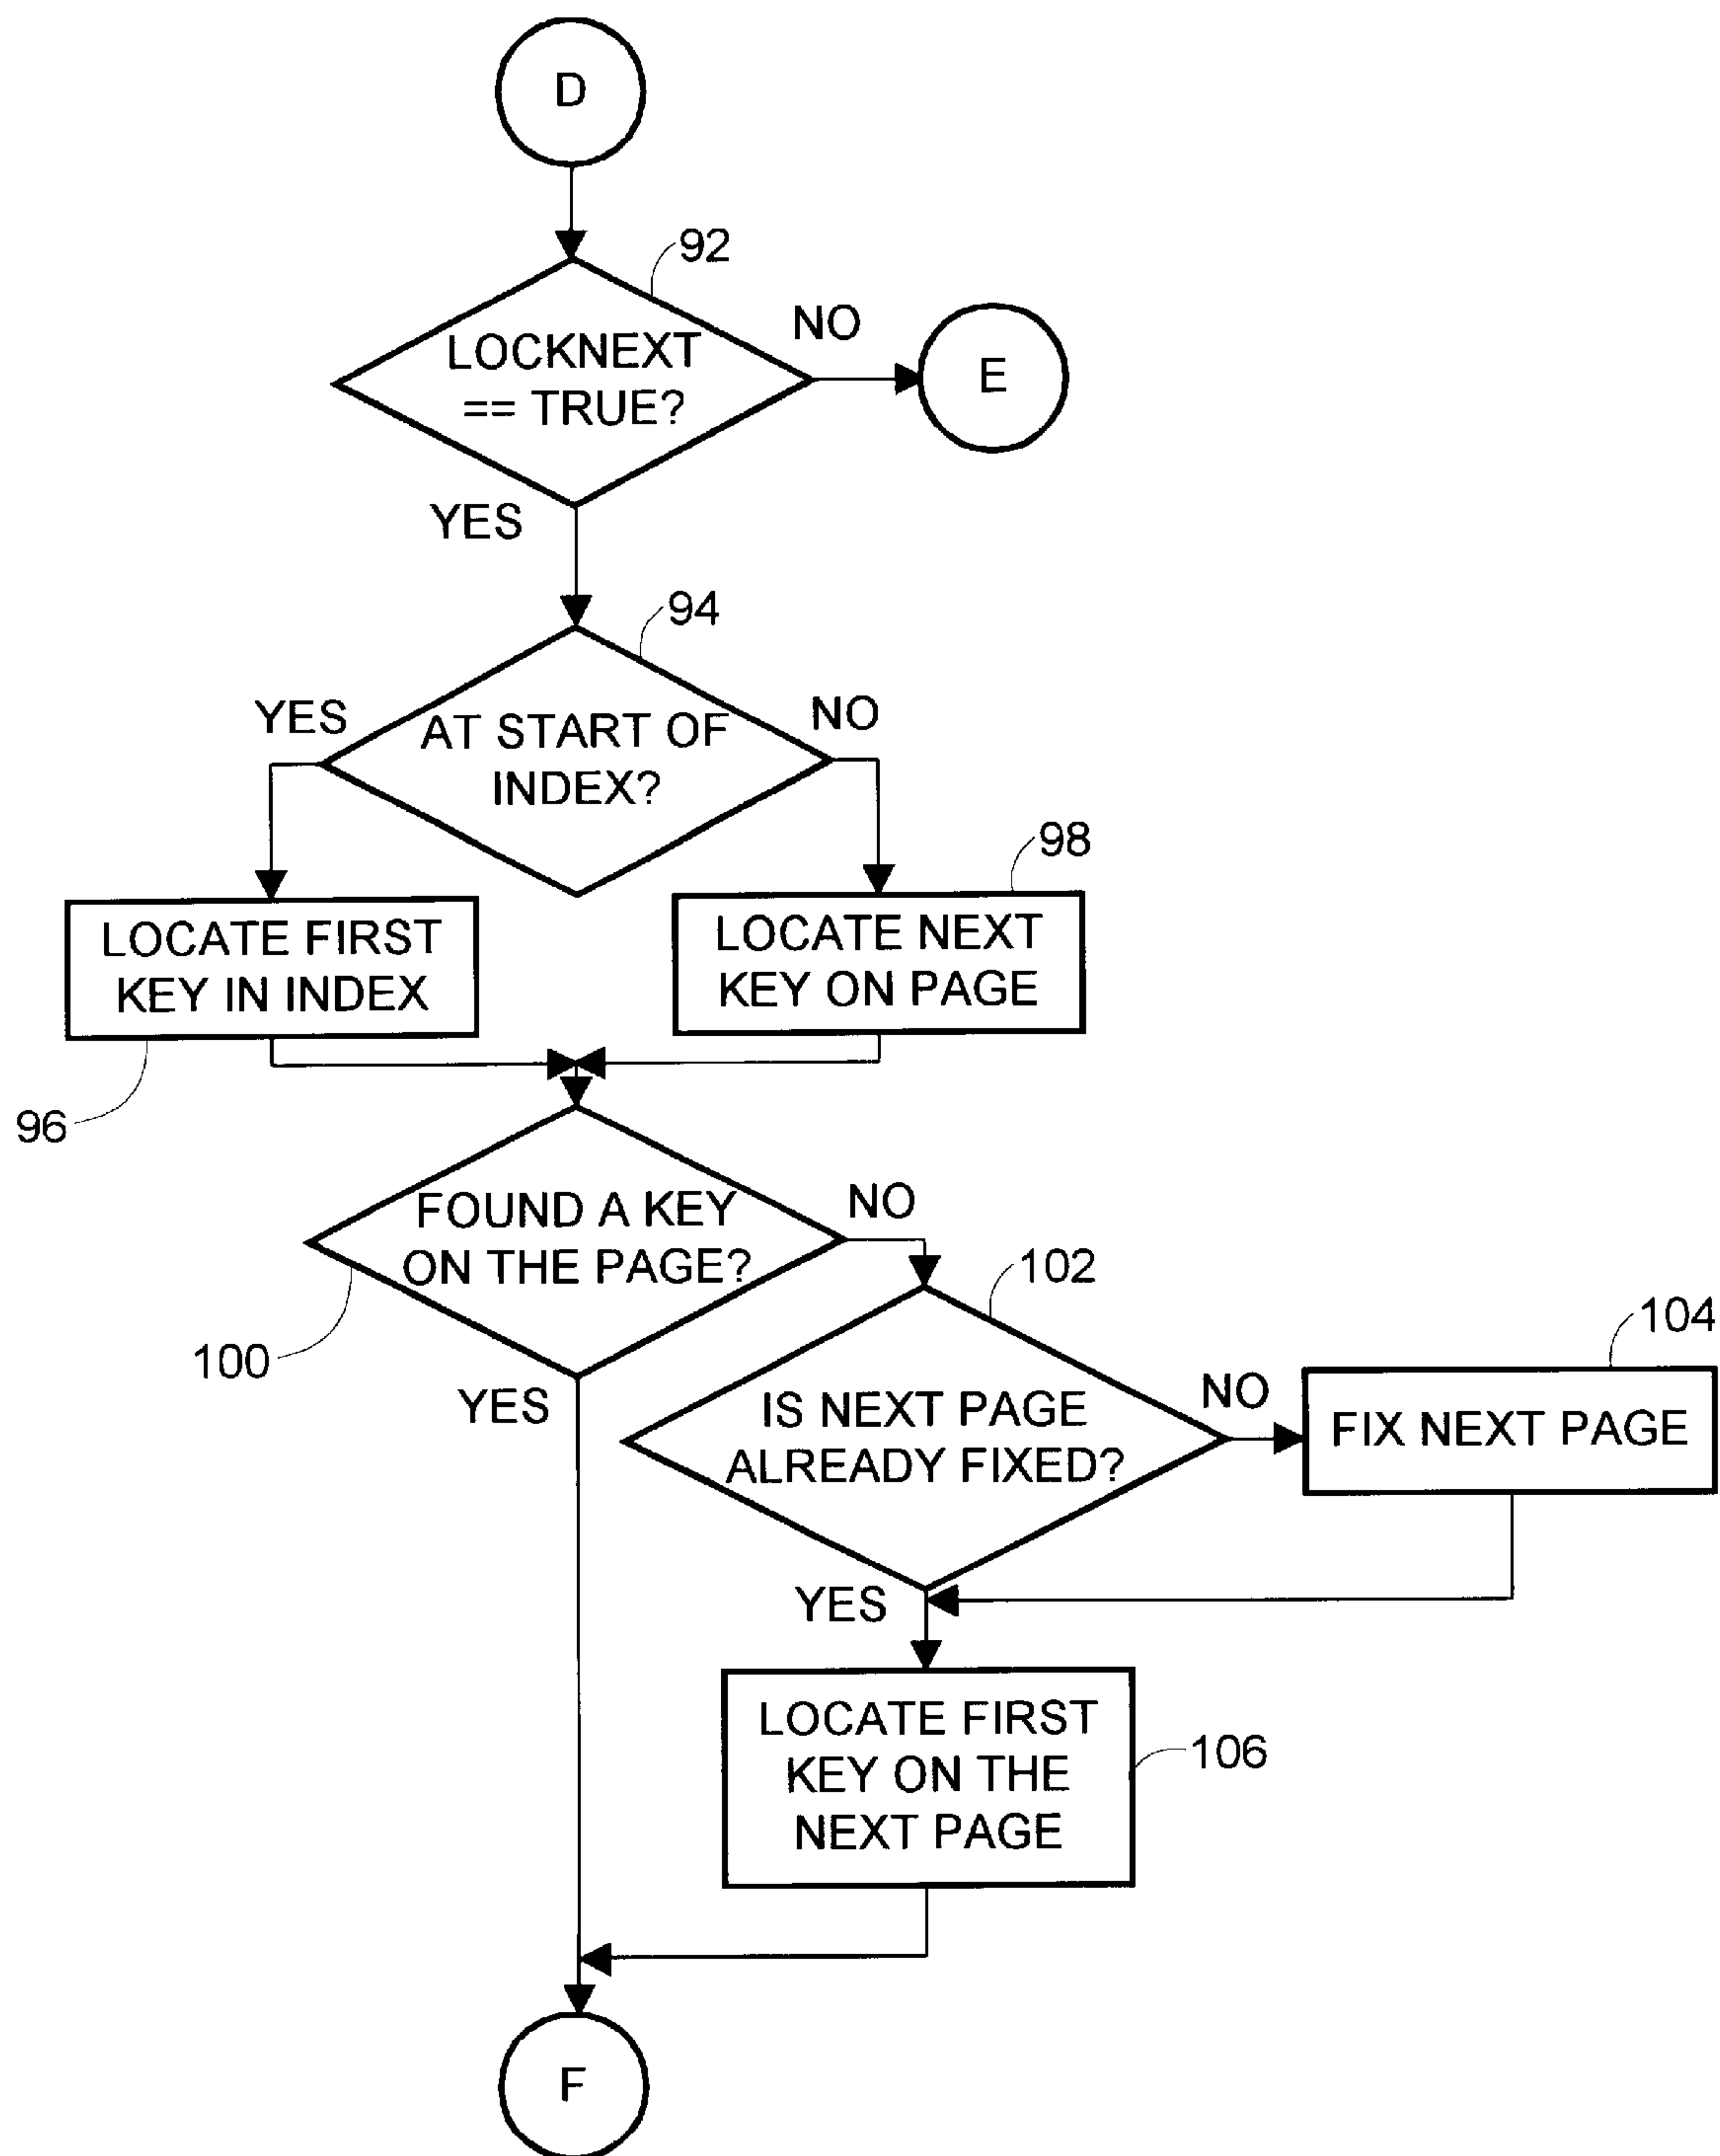 D
92
LOCKNEXT
== TRUE?
NO
E
YES
94
AT START OF
INDEX?
YES
NO
98
LOCATE FIRST
KEY IN INDEX
LOCATE NEXT
KEY ON PAGE
96
FOUND A KEY
ON THE PAGE?
NO
100
YES
102
IS NEXT PAGE
ALREADY FIXED?
NO
104
FIX NEXT PAGE
YES
LOCATE FIRST
KEY ON THE
NEXT PAGE
106
F